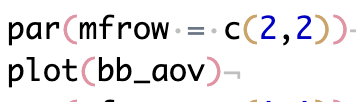 par(mfrow = c(2,2))
plot(bb_aov)